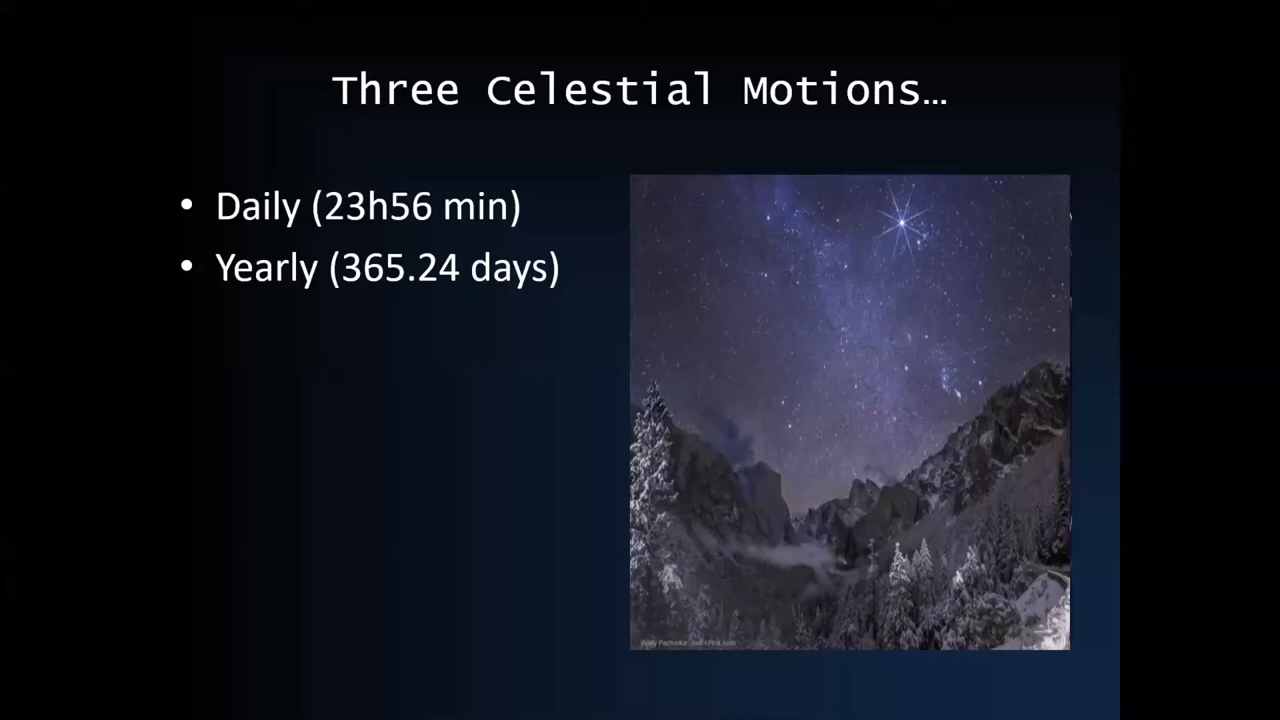 Three Celestial Motions…
• Daily (23h56 min)
• Yearly (365.24 days)